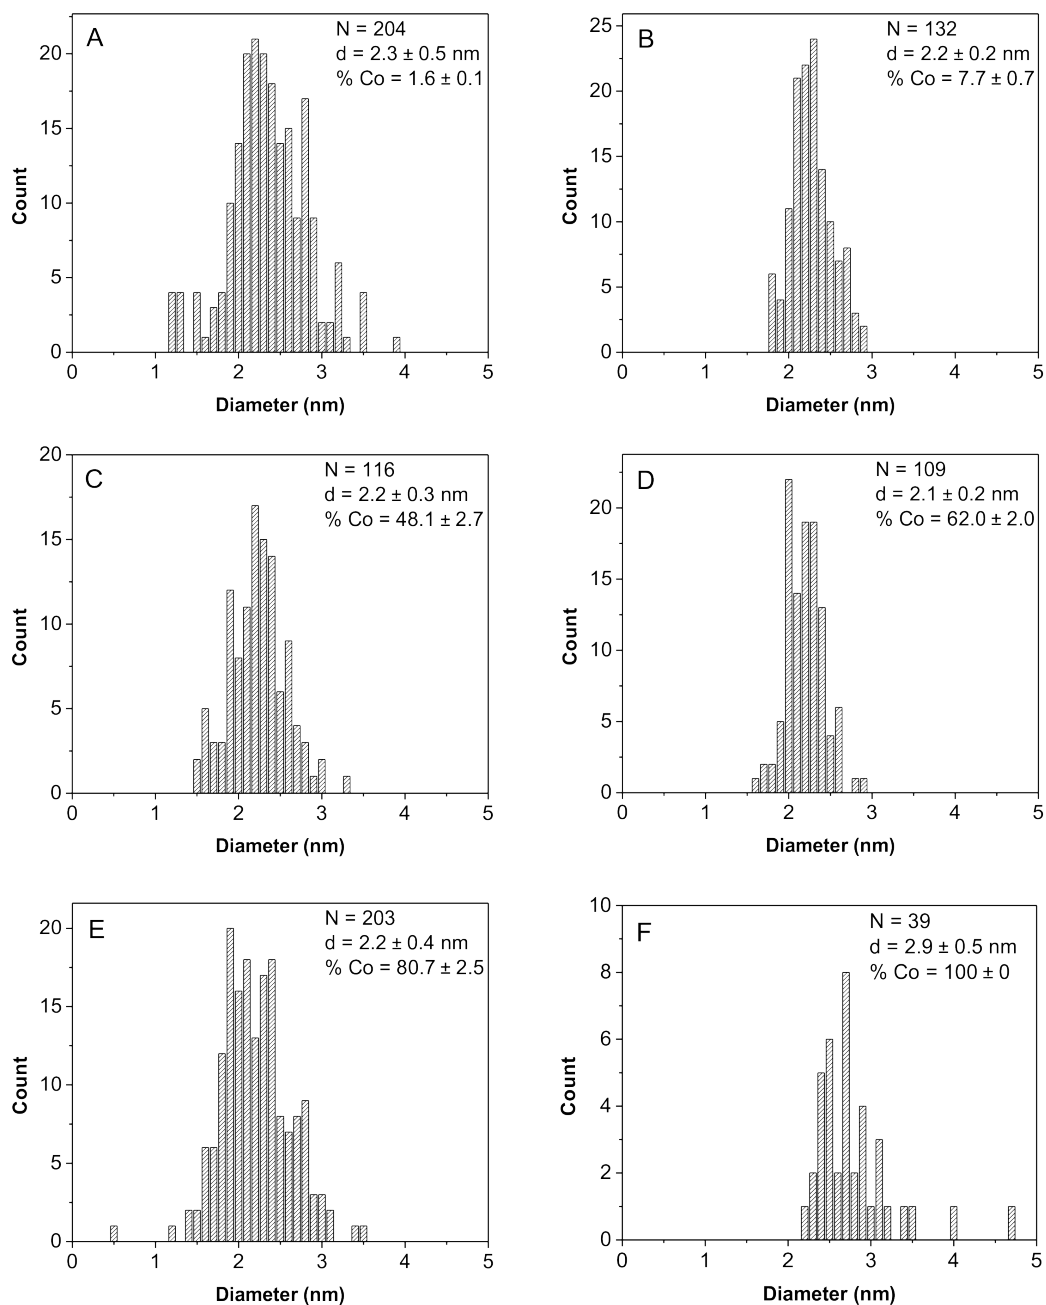 A
N = 204
d = 2.3 ± 0.5 nm
% Co = 1.6 ± 0.1
20
15
10
5
0
Count
0 1 2 3 4 5
Diameter (nm)
B
N = 132
d = 2.2 ± 0.2 nm
% Co = 7.7 ± 0.7
25
20
15
10
5
0
Count
0 1 2 3 4 5
Diameter (nm)
C
N = 116
d = 2.2 ± 0.3 nm
% Co = 48.1 ± 2.7
20
15
10
5
0
Count
0 1 2 3 4 5
Diameter (nm)
D
N = 109
d = 2.1 ± 0.2 nm
% Co = 62.0 ± 2.0
20
15
10
5
0
Count
0 1 2 3 4 5
Diameter (nm)
E
N = 203
d = 2.2 ± 0.4 nm
% Co = 80.7 ± 2.5
20
15
10
5
0
Count
0 1 2 3 4 5
Diameter (nm)
F
N = 39
d = 2.9 ± 0.5 nm
% Co = 100 ± 0
10
8
6
4
2
0
Count
0 1 2 3 4 5
Diameter (nm)